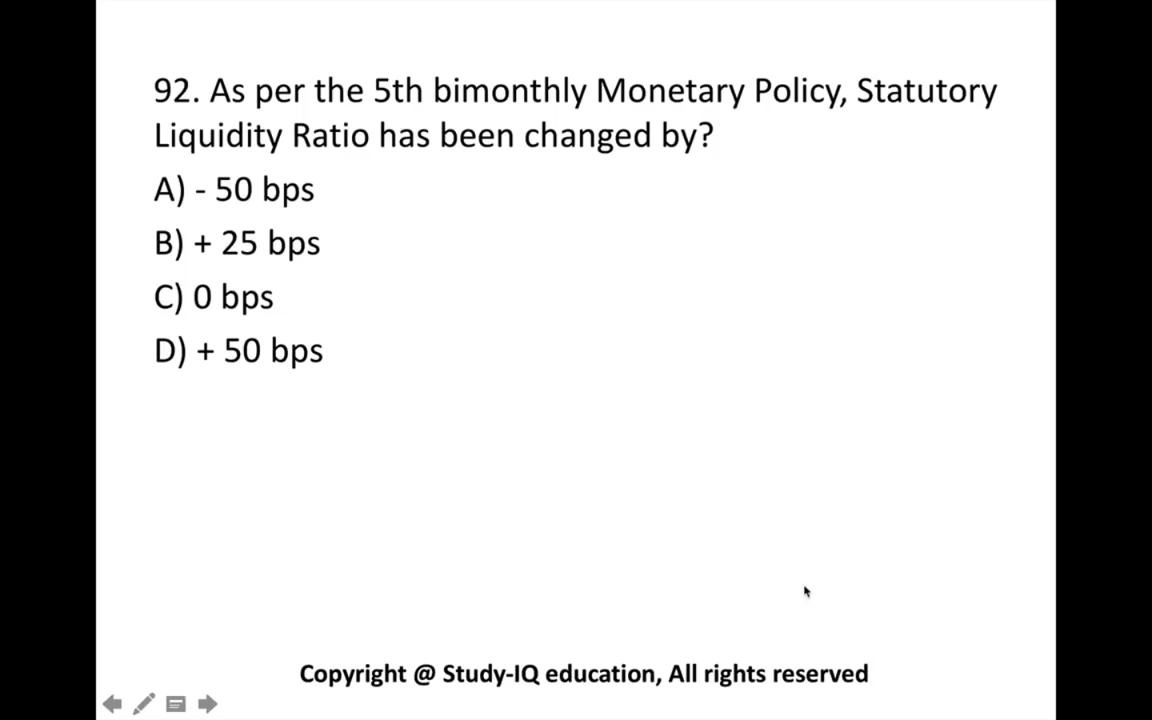 92. As per the 5th bimonthly Monetary Policy, Statutory
Liquidity Ratio has been changed by?
A) - 50 bps
B) + 25 bps
C) 0 bps
D) + 50 bps
Copyright @ Study-IQ education, All rights reserved